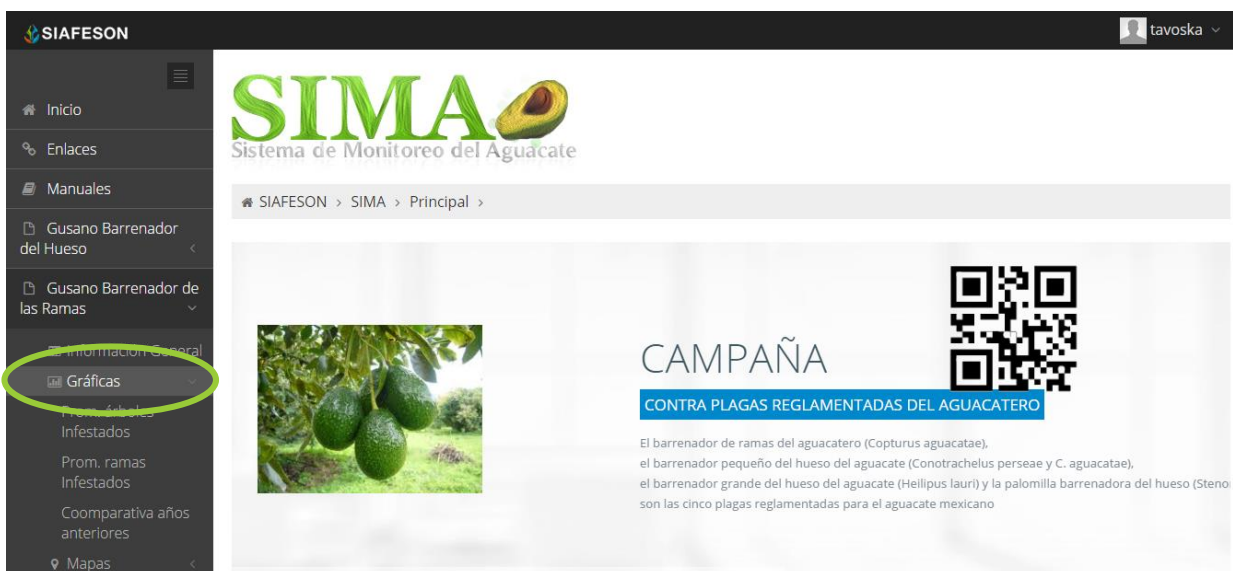 SIAFESON
tavoska
Inicio
Enlaces
Manuales
Gusano Barrenador
del Hueso
Gusano Barrenador de
las Ramas
Información General
Gráficas
Prom. árboles
Infestados
Prom. ramas
Infestados
Coomparativa años
anteriores
Mapas
SIMA
Sistema de Monitoreo del Aguacate
SIAFESON > SIMA > Principal >
CAMPAÑA
CONTRA PLAGAS REGLAMENTADAS DEL AGUACATERO
El barrenador de ramas del aguacatero (Copturus aguacatae),
el barrenador pequeño del hueso del aguacate (Conotrachelus perseae y C. aguacatae),
el barrenador grande del hueso del aguacate (Heilipus lauri) y la palomilla barrenadora del hueso (Steno
son las cinco plagas reglamentadas para el aguacate mexicano